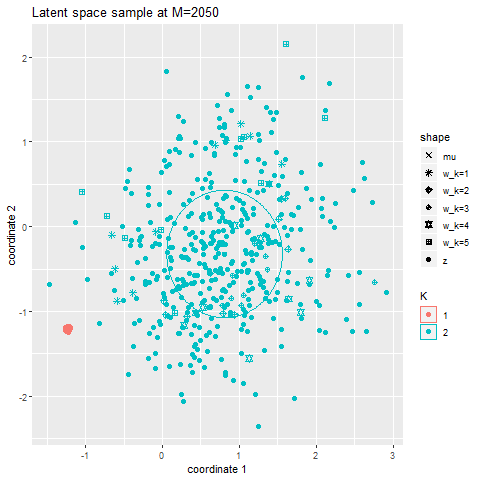 Latent space sample at M=2050
coordinate 2
2
1
0
-1
-2
-1
0
1
2
3
coordinate 1
shape
mu
w_k=1
w_k=2
w_k=3
w_k=4
w_k=5
z
K
1
2